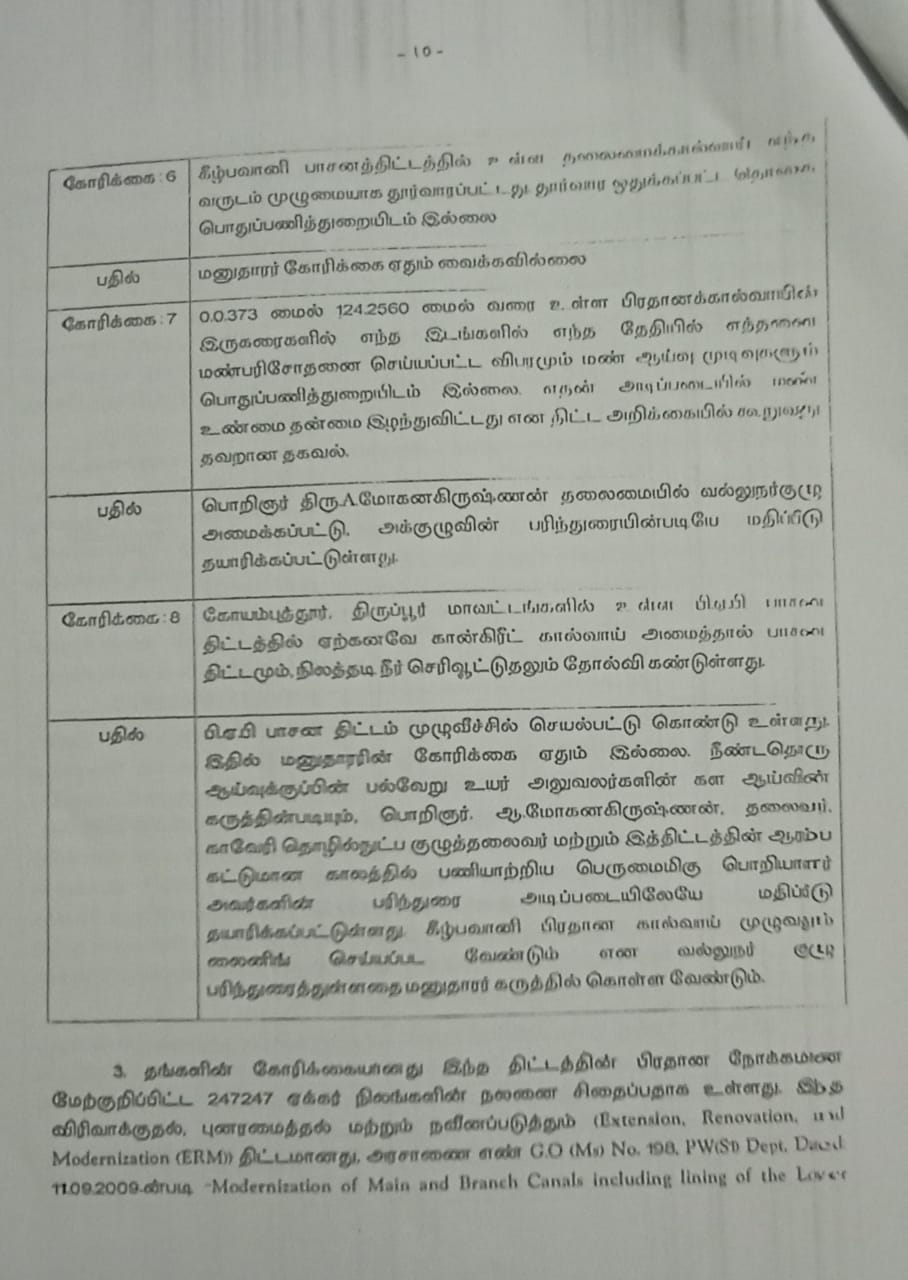 - 10 -
கோரிக்கை: 6
கீழ்பவானி பாசனத்திட்டத்தில் உள்ள
வருடம் முழுமையாக தூர்வாரப்பட்டது தூர்வார ஒதுக்கப்பட்ட தொகை
பொதுப்பணித்துறையிடம் இல்லை
பதில்
மனுதாரர் கோரிக்கை ஏதும் வைக்கவில்லை
கோரிக்கை: 7
0.0.373 மைல் 124.2560 மைல் வரை உள்ள பிரதானக்கால்வாயில்
இருகரைகளில் எந்த இடங்களில் எந்த தேதியில் எத்தனை
மண்பரிசோதனை செய்யப்பட்ட விபரமும் மண் ஆய்வு முடிவுகளும்
பொதுப்பணித்துறையிடம் இல்லை. எதன் அடிப்படையில் மண்
உண்மை தன்மை இழந்துவிட்டது என திட்ட அறிக்கையில் கூறுவது
தவறான தகவல்.
பதில்
பொறிஞர் திரு.A.மோகனகிருஷ்ணன் தலைமையில் வல்லுநர்குழு
அமைக்கப்பட்டு, அக்குழுவின் பரிந்துரையின்படியே மதிப்பீடு
தயாரிக்கப்பட்டுள்ளது.
கோரிக்கை: 8
கோயம்புத்தூர், திருப்பூர் மாவட்டங்களில் உள்ள பிஏபி பாசன
திட்டத்தில் ஏற்கனவே கான்கிரீட் கால்வாய் அமைத்தால் பாசன
திட்டமும், நிலத்தடி நீர் செரிவூட்டுதலும் தோல்வி கண்டுள்ளது.
பதில்
பி.ஏ.பி பாசன திட்டம் முழுவீச்சில் செயல்பட்டு கொண்டு உள்ளது.
இதில் மனுதாரரின் கோரிக்கை ஏதும் இல்லை. நீண்டதொரு
ஆய்வுக்குப்பின் பல்வேறு உயர் அலுவலர்களின் கள ஆய்வின்
கருத்தின்படியும், பொறிஞர். ஆ.மோகனகிருஷ்ணன், தலைவர்,
காவேரி தொழில்நுட்ப குழுத்தலைவர் மற்றும் இத்திட்டத்தின் ஆரம்ப
கட்டுமான காலத்தில் பணியாற்றிய பெருமைமிகு பொறியாளர்
அவர்களின் பரிந்துரை அடிப்படையிலேயே மதிப்பீடு
தயாரிக்கப்பட்டுள்ளது. கீழ்பவானி பிரதான கால்வாய் முழுவதும்
லைனிங் செய்யப்பட வேண்டும் என வல்லுநர் குழு
பரிந்துரைத்துள்ளதை மனுதாரர் கருத்தில் கொள்ள வேண்டும்.
3. தங்களின் கோரிக்கையானது இந்த திட்டத்தின் பிரதான நோக்கமான
மேற்குறிப்பிட்ட 247247 ஏக்கர் நிலங்களின் நலனை சிதைப்பதாக உள்ளது. இந்த
விரிவாக்குதல், புனரமைத்தல் மற்றும் நவீனப்படுத்தும் (Extension, Renovation, and
Modernization (ERM)) திட்டமானது, அரசாணை எண் G.O (Ms) No. 198, PW(S1) Dept, Dated
11.09.2009-ன்படி "Modernization of Main and Branch Canals including lining of the Lower